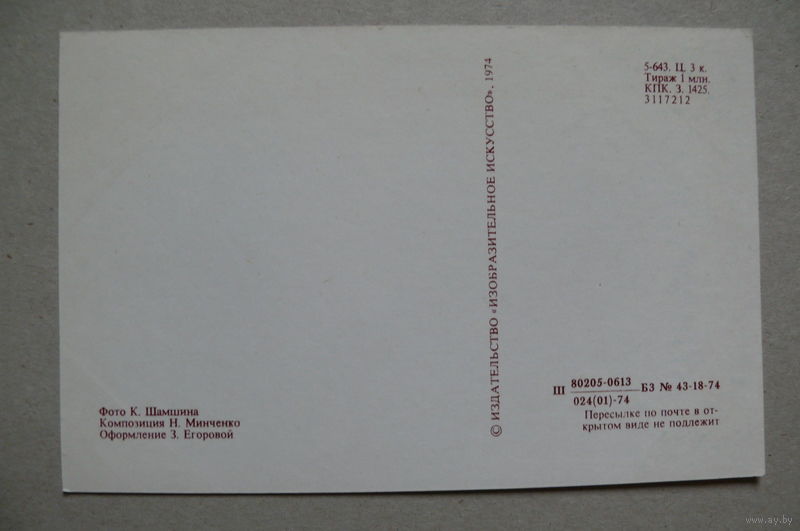 5-643. Ц. 3 к.
Тираж 1 млн.
КПК. З. 1425.
3117212
© ИЗДАТЕЛЬСТВО «ИЗОБРАЗИТЕЛЬНОЕ ИСКУССТВО». 1974
Ш 80205-0613 БЗ № 43-18-74
024(01)-74
Пересылке по почте в от-
крытом виде не подлежит
Фото К. Шамшина
Композиция Н. Минченко
Оформление З. Егоровой
www.ay.by